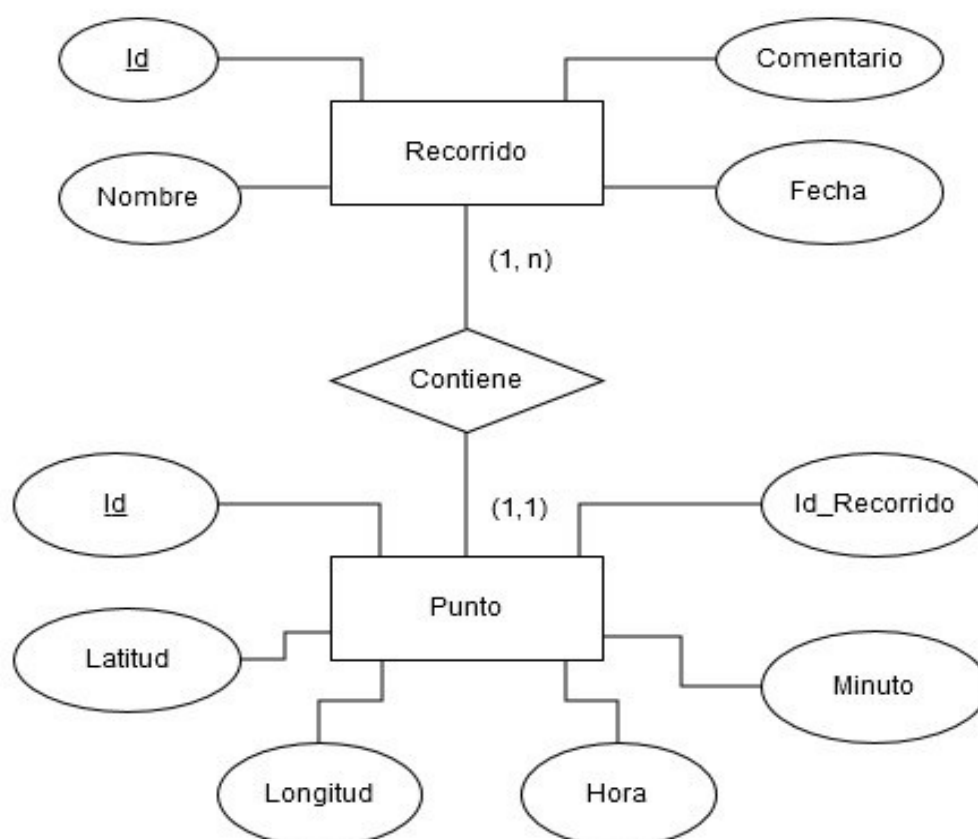 Id
Comentario
Recorrido
Nombre
Fecha
(1, n)
Contiene
Id
(1,1)
Id_Recorrido
Punto
Latitud
Minuto
Longitud
Hora